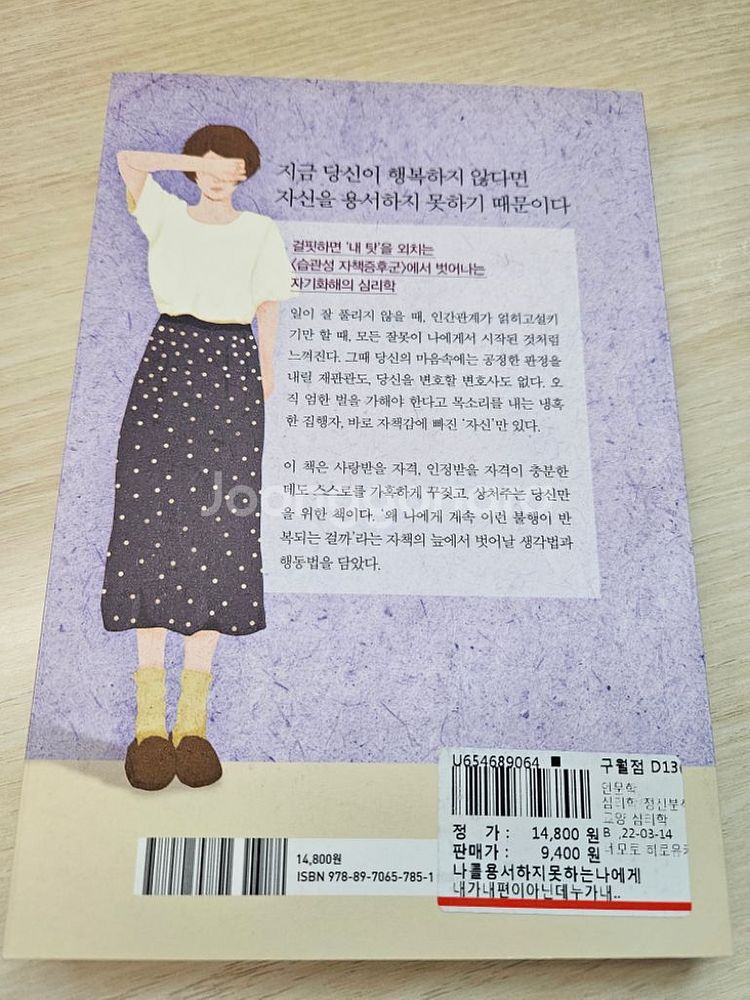 지금 당신이 행복하지 않다면
자신을 용서하지 못하기 때문이다
걸핏하면 '내 탓'을 외치는
〈습관성 자책증후군〉에서 벗어나는
자기화해의 심리학
일이 잘 풀리지 않을 때, 인간관계가 얽히고설키
기만 할 때, 모든 잘못이 나에게서 시작된 것처럼
느껴진다. 그때 당신의 마음속에는 공정한 판정을
내릴 재판관도, 당신을 변호할 변호사도 없다. 오
직 엄한 벌을 가해야 한다고 목소리를 내는 냉혹
한 집행자, 바로 자책감에 빠진 '자신'만 있다.
이 책은 사랑받을 자격, 인정받을 자격이 충분한
데도 스스로를 가혹하게 꾸짖고, 상처주는 당신만
을 위한 책이다. '왜 나에게 계속 이런 불행이 반
복되는 걸까'라는 자책의 늪에서 벗어날 생각법과
행동법을 담았다.
U654689064 ■ 구월점
인문학
심리학/정신분석
교양 심리학
B ,22-03-14
정 가 : 14,800 원
판매가 : 9,400 원
네모토 히로유키
나를용서하지못하는나에게
내가내편이아닌데누가내..
14,800원
ISBN 978-89-7065-785-1